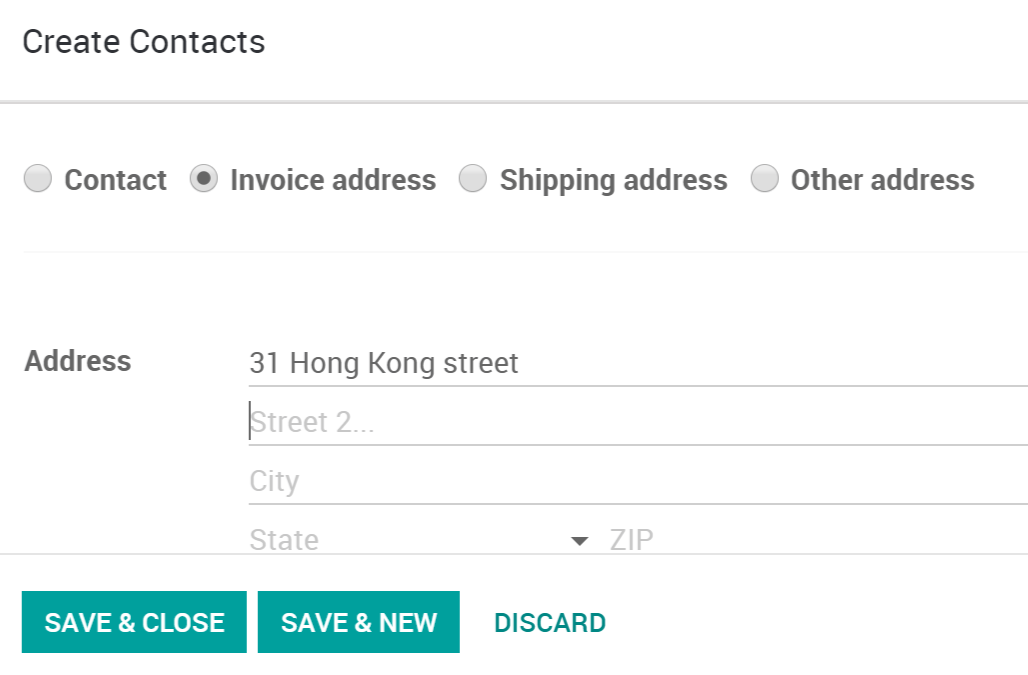 Create Contacts
Contact Invoice address Shipping address Other address
Address 31 Hong Kong street
Street 2...
City
State ZIP
SAVE & CLOSE SAVE & NEW DISCARD